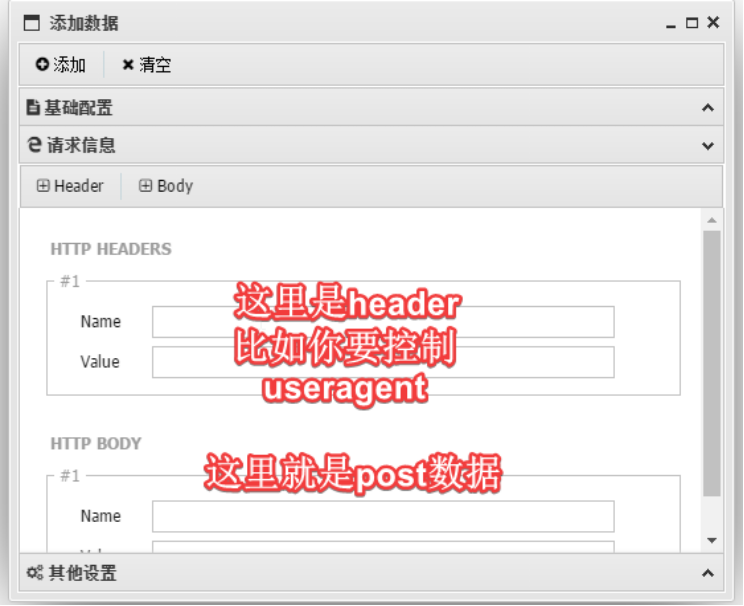 添加数据
添加 清空
基础配置
请求信息
Header Body
HTTP HEADERS
#1
这里是header
Name
比如你要控制
Value
useragent
HTTP BODY
#1
这里就是post数据
Name
其他设置